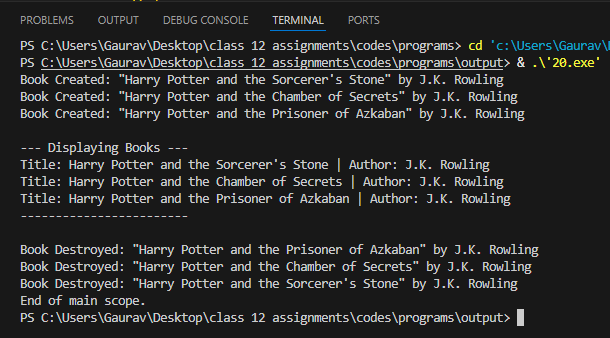 PROBLEMS OUTPUT DEBUG CONSOLE TERMINAL PORTS
PS C:\Users\Gaurav\Desktop\class 12 assignments\codes\programs> cd 'c:\Users\Gaurav\
PS C:\Users\Gaurav\Desktop\class 12 assignments\codes\programs\output> & .\'20.exe'
Book Created: "Harry Potter and the Sorcerer's Stone" by J.K. Rowling
Book Created: "Harry Potter and the Chamber of Secrets" by J.K. Rowling
Book Created: "Harry Potter and the Prisoner of Azkaban" by J.K. Rowling
--- Displaying Books ---
Title: Harry Potter and the Sorcerer's Stone | Author: J.K. Rowling
Title: Harry Potter and the Chamber of Secrets | Author: J.K. Rowling
Title: Harry Potter and the Prisoner of Azkaban | Author: J.K. Rowling
------------------------
Book Destroyed: "Harry Potter and the Prisoner of Azkaban" by J.K. Rowling
Book Destroyed: "Harry Potter and the Chamber of Secrets" by J.K. Rowling
Book Destroyed: "Harry Potter and the Sorcerer's Stone" by J.K. Rowling
End of main scope.
PS C:\Users\Gaurav\Desktop\class 12 assignments\codes\programs\output>